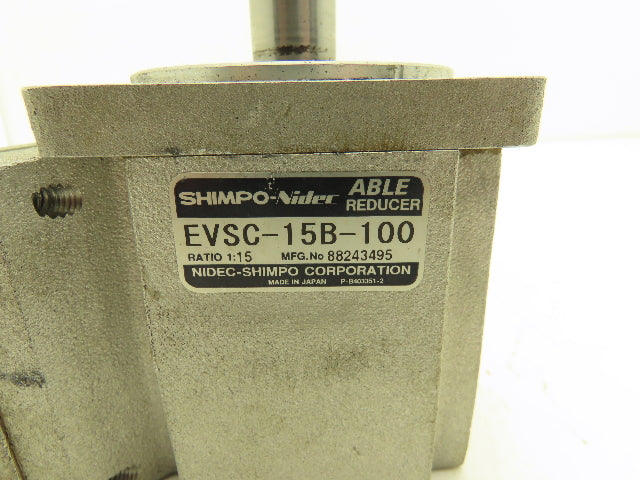 SHIMPO-Nidec ABLE REDUCER
EVSC-15B-100
RATIO 1:15 MFG.No 88243495
NIDEC-SHIMPO CORPORATION
MADE IN JAPAN P-B403351-2